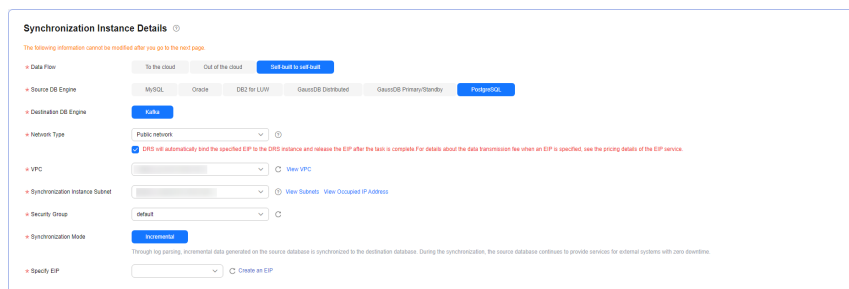 Synchronization Instance Details
The following information cannot be modified after you go to the next page.
* Data Flow To the cloud Out of the cloud Self-built to self-built
* Source DB Engine MySQL Oracle DB2 for LUW GaussDB Distributed GaussDB Primary/Standby PostgreSQL
* Destination DB Engine Kafka
* Network Type Public network
DRS will automatically bind the specified EIP to the DRS instance and release the EIP after the task is complete.For details about the data transmission fee when an EIP is specified, see the pricing details of the EIP service.
* VPC View VPC
* Synchronization Instance Subnet View Subnets View Occupied IP Address
* Security Group default
* Synchronization Mode Incremental
Through log parsing, incremental data generated on the source database is synchronized to the destination database. During the synchronization, the source database continues to provide services for external systems with zero downtime.
* Specify EIP Create an EIP